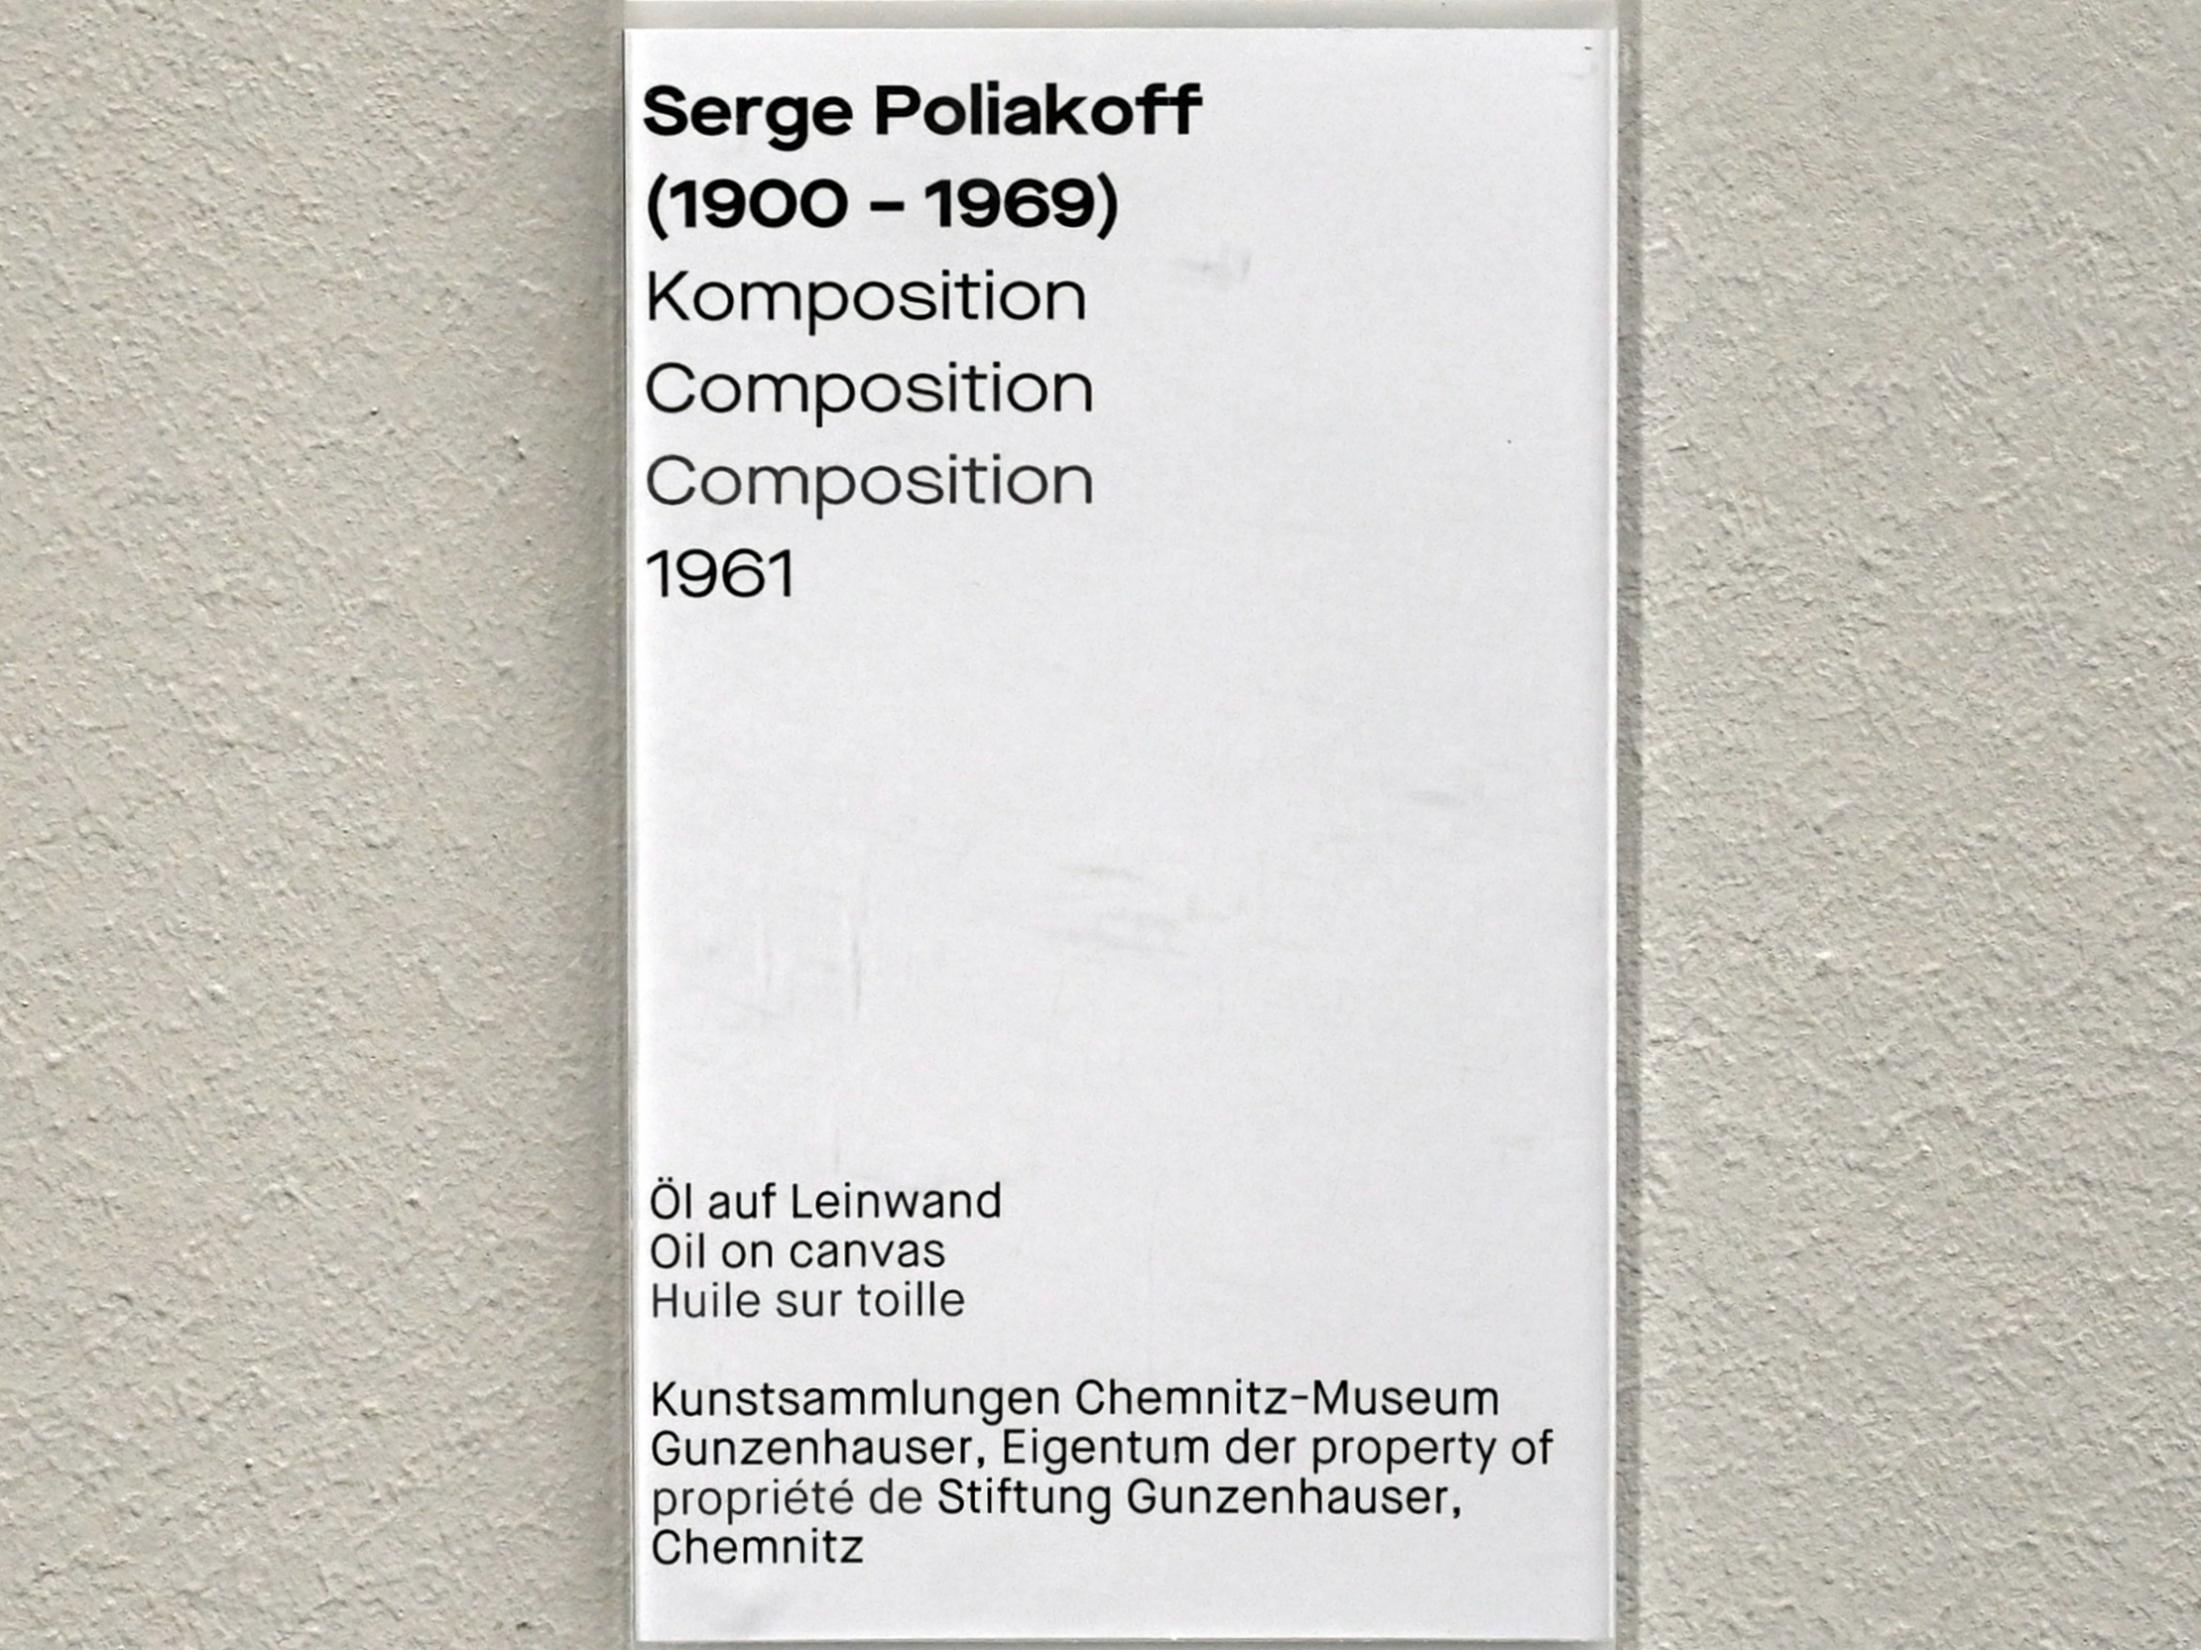 Serge Poliakoff
(1900 – 1969)
Komposition
Composition
Composition
1961
Öl auf Leinwand
Oil on canvas
Huile sur toille
Kunstsammlungen Chemnitz-Museum
Gunzenhauser, Eigentum der property of
propriété de Stiftung Gunzenhauser,
Chemnitz